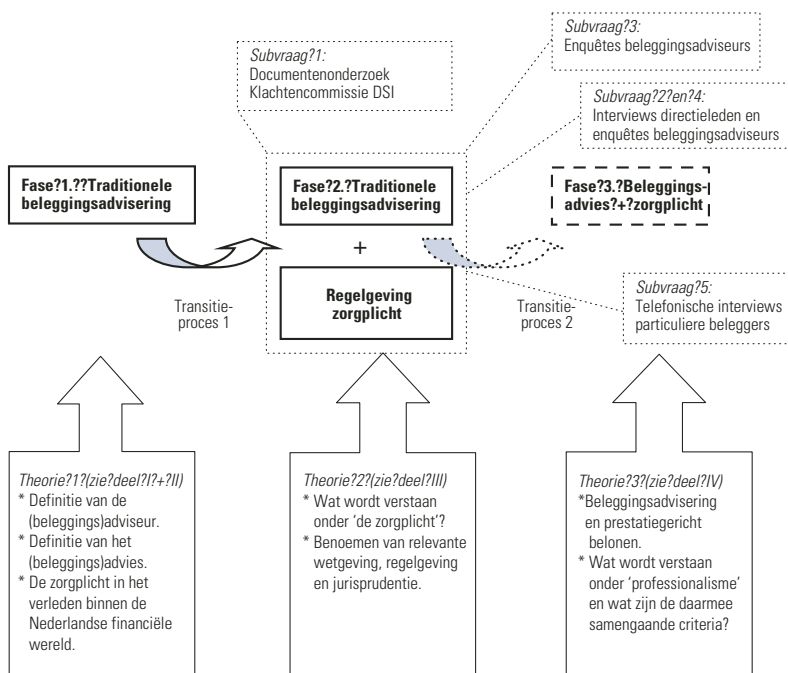 Subvraag?1:
Documentenonderzoek
Klachtencommissie DSI
Subvraag?3:
Enquêtes beleggingsadviseurs
Subvraag?2?en?4:
Interviews directieleden en
enquêtes beleggingsadviseurs
Fase?1.??Traditionele
beleggingsadvisering
Fase?2.?Traditionele
beleggingsadvisering
Fase?3.?Beleggings-
advies?+?zorgplicht
+
Regelgeving
zorgplicht
Transitie-
proces 1
Transitie-
proces 2
Subvraag?5:
Telefonische interviews
particuliere beleggers
Theorie?1?(zie?deel?I?+?II)
* Definitie van de
(beleggings)adviseur.
* Definitie van het
(beleggings)advies.
* De zorgplicht in het
verleden binnen de
Nederlandse financiële
wereld.
Theorie?2?(zie?deel?III)
* Wat wordt verstaan
onder ‘de zorgplicht’?
* Benoemen van relevante
wetgeving, regelgeving
en jurisprudentie.
Theorie?3?(zie?deel?IV)
*Beleggingsadvisering
en prestatiegericht
belonen.
* Wat wordt verstaan
onder ‘professionalisme’
en wat zijn de daarmee
samengaande criteria?